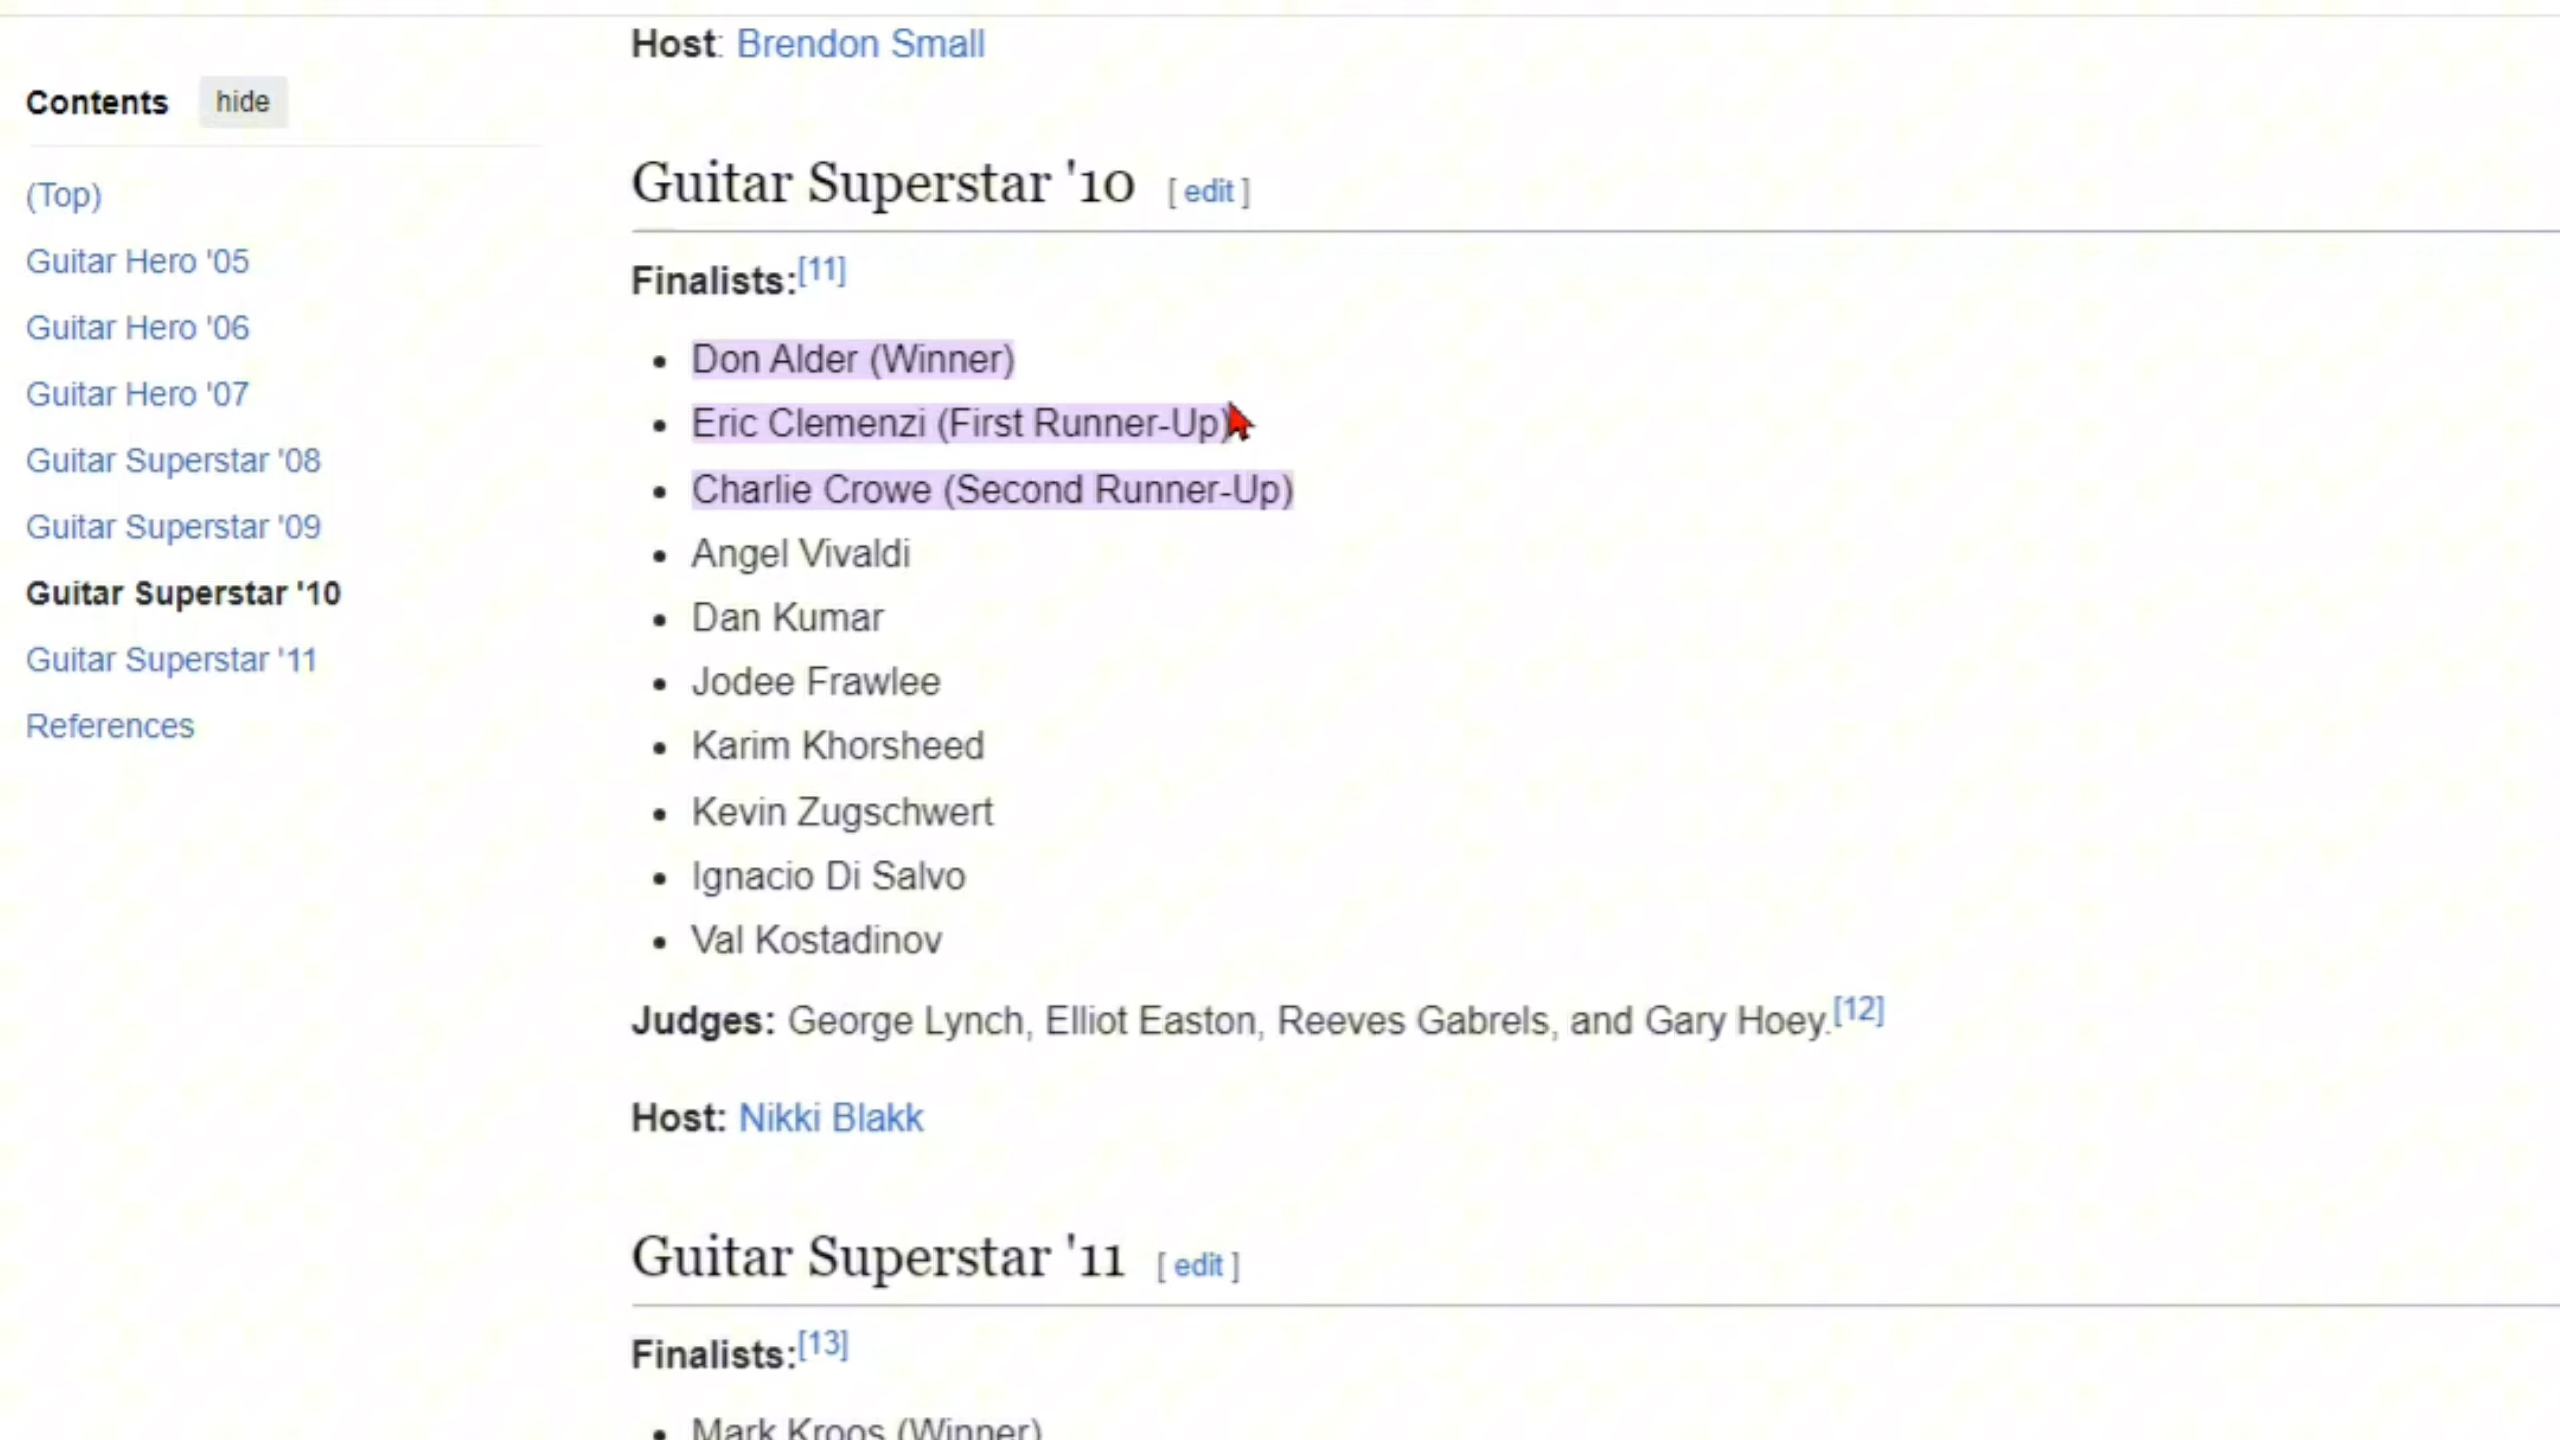 Host: Brendon Small
Contents hide
(Top)
Guitar Hero '05
Guitar Hero '06
Guitar Hero '07
Guitar Superstar '08
Guitar Superstar '09
Guitar Superstar '10
Guitar Superstar '11
References
Guitar Superstar '10 [ edit ]
Finalists:[11]
Don Alder (Winner)
Eric Clemenzi (First Runner-Up)
Charlie Crowe (Second Runner-Up)
Angel Vivaldi
Dan Kumar
Jodee Frawlee
Karim Khorsheed
Kevin Zugschwert
Ignacio Di Salvo
Val Kostadinov
Judges: George Lynch, Elliot Easton, Reeves Gabrels, and Gary Hoey.[12]
Host: Nikki Blakk
Guitar Superstar '11 [ edit ]
Finalists:[13]
Mark Kroos (Winner)